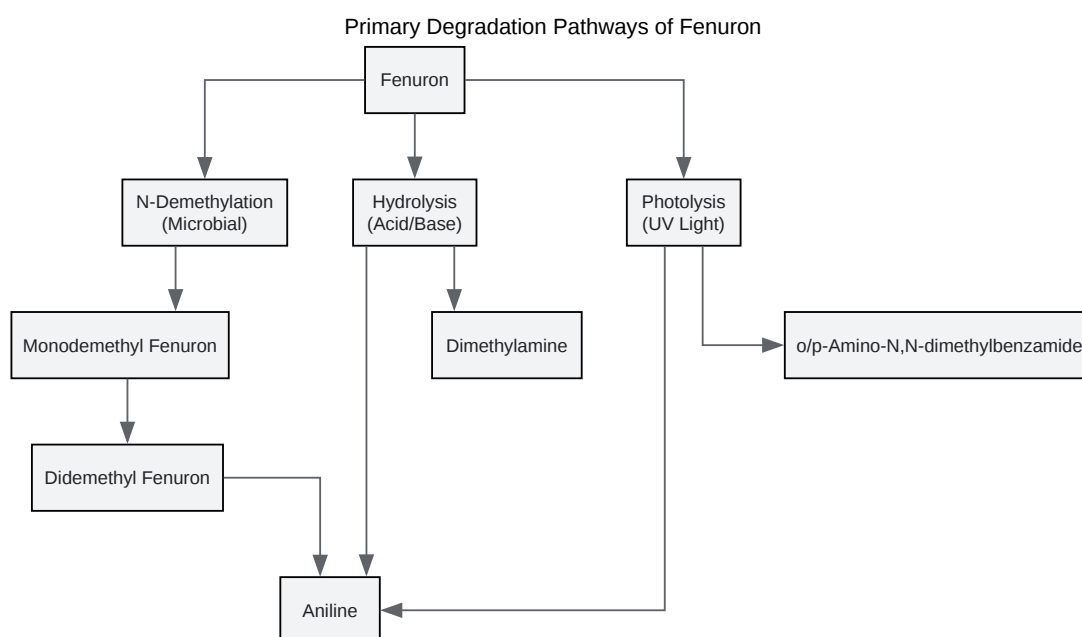 Primary Degradation Pathways of Fenuron
Fenuron
N-Demethylation
(Microbial)
Hydrolysis
(Acid/Base)
Photolysis
(UV Light)
Monodemethyl Fenuron
Dimethylamine
o/p-Amino-N,N-dimethylbenzamide
Didemethyl Fenuron
Aniline